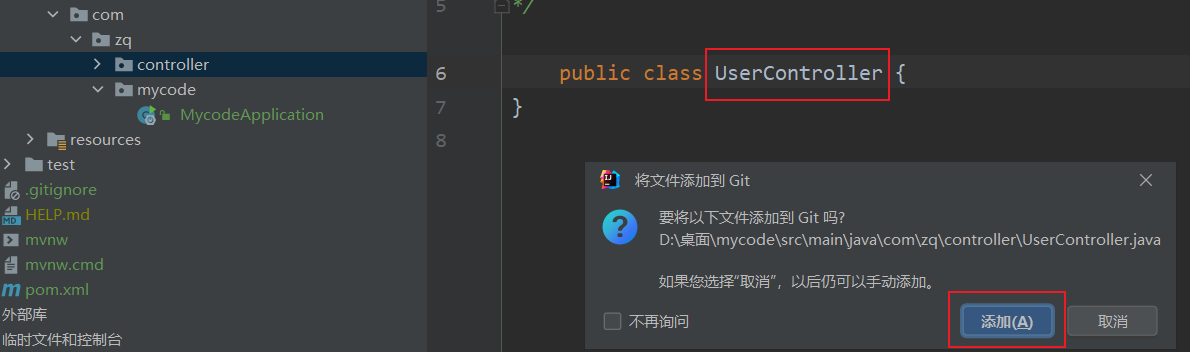 com
zq
controller
mycode
MycodeApplication
resources
test
.gitignore
HELP.md
mvnw
mvnw.cmd
pom.xml
外部库
临时文件和控制台
5 */
6 public class UserController {
7 }
8
将文件添加到 Git
要将以下文件添加到 Git 吗?
D:\桌面\mycode\src\main\java\com\zq\controller\UserController.java
如果您选择“取消”，以后仍可以手动添加。
不再询问 添加(A) 取消